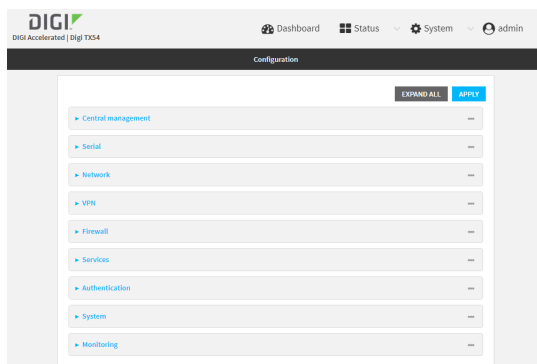 DIGI
Dashboard Status System admin
DIGI Accelerated | Digi TX54
Configuration
EXPAND ALL APPLY
Central management
Serial
Network
VPN
Firewall
Services
Authentication
System
Monitoring